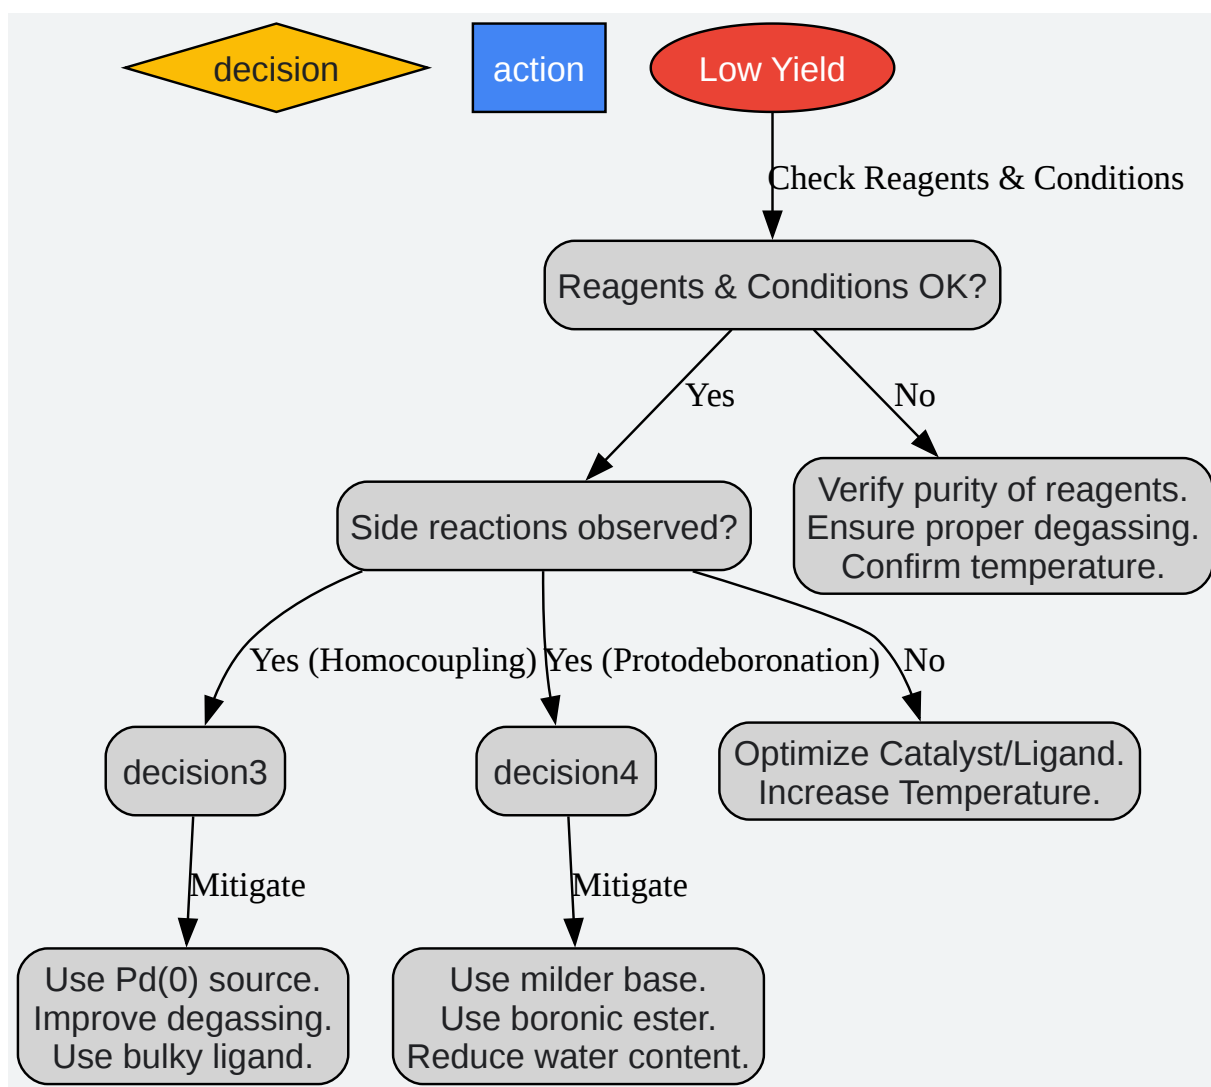 decision
action
Low Yield
Check Reagents & Conditions
Reagents & Conditions OK?
Yes
No
Verify purity of reagents.
Ensure proper degassing.
Confirm temperature.
Side reactions observed?
Yes (Homocoupling)
Yes (Protodeboronation)
No
decision3
decision4
Optimize Catalyst/Ligand.
Increase Temperature.
Mitigate
Mitigate
Use Pd(0) source.
Improve degassing.
Use bulky ligand.
Use milder base.
Use boronic ester.
Reduce water content.